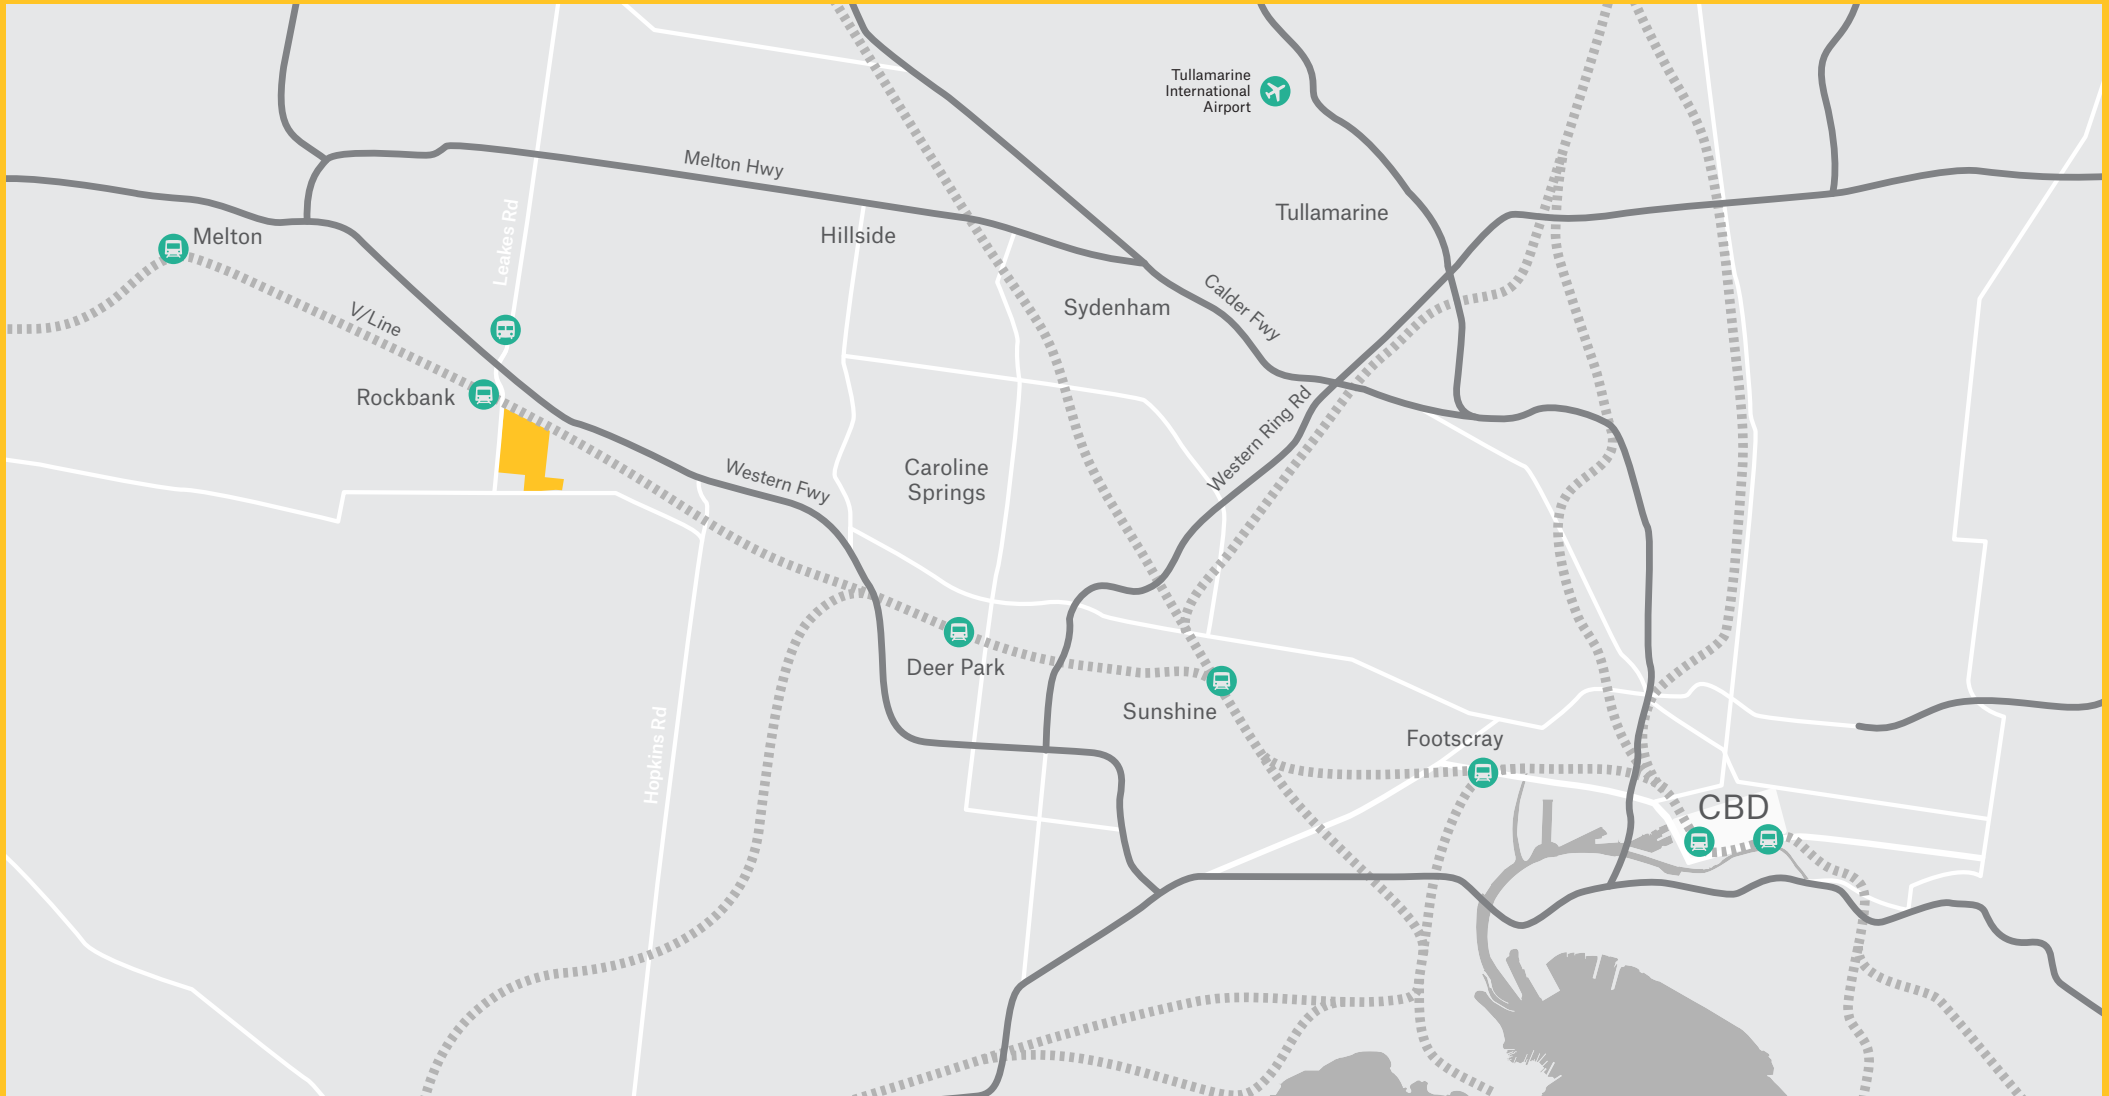 Tullamarine
International
Airport
Melton Hwy
Leakes Rd
Tullamarine
Hillside
Melton
V/Line
Calder Fwy
Sydenham
Rockbank
Western Ring Rd
Caroline
Springs
Western Fwy
Deer Park
Sunshine
Hopkins Rd
Footscray
CBD